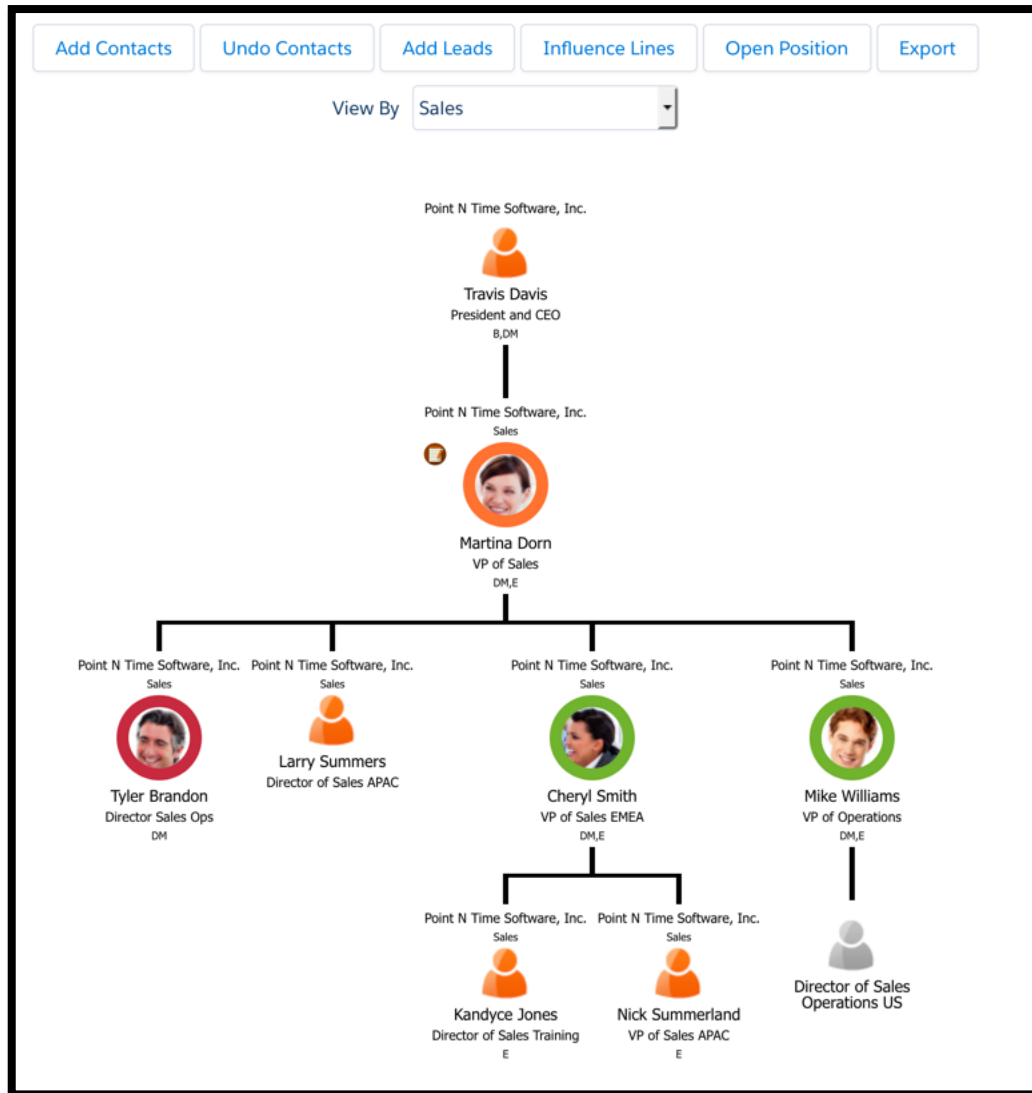 Add Contacts
Undo Contacts
Add Leads
Influence Lines
Open Position
Export
View By
Sales
Point N Time Software, Inc.
Travis Davis
President and CEO
B,DM
Point N Time Software, Inc.
Sales
Martina Dorn
VP of Sales
DM,E
Point N Time Software, Inc.
Sales
Tyler Brandon
Director Sales Ops
DM
Point N Time Software, Inc.
Sales
Larry Summers
Director of Sales APAC
Point N Time Software, Inc.
Sales
Cheryl Smith
VP of Sales EMEA
DM,E
Point N Time Software, Inc.
Sales
Mike Williams
VP of Operations
DM,E
Point N Time Software, Inc.
Sales
Kandyce Jones
Director of Sales Training
E
Point N Time Software, Inc.
Sales
Nick Summerland
VP of Sales APAC
E
Director of Sales
Operations US